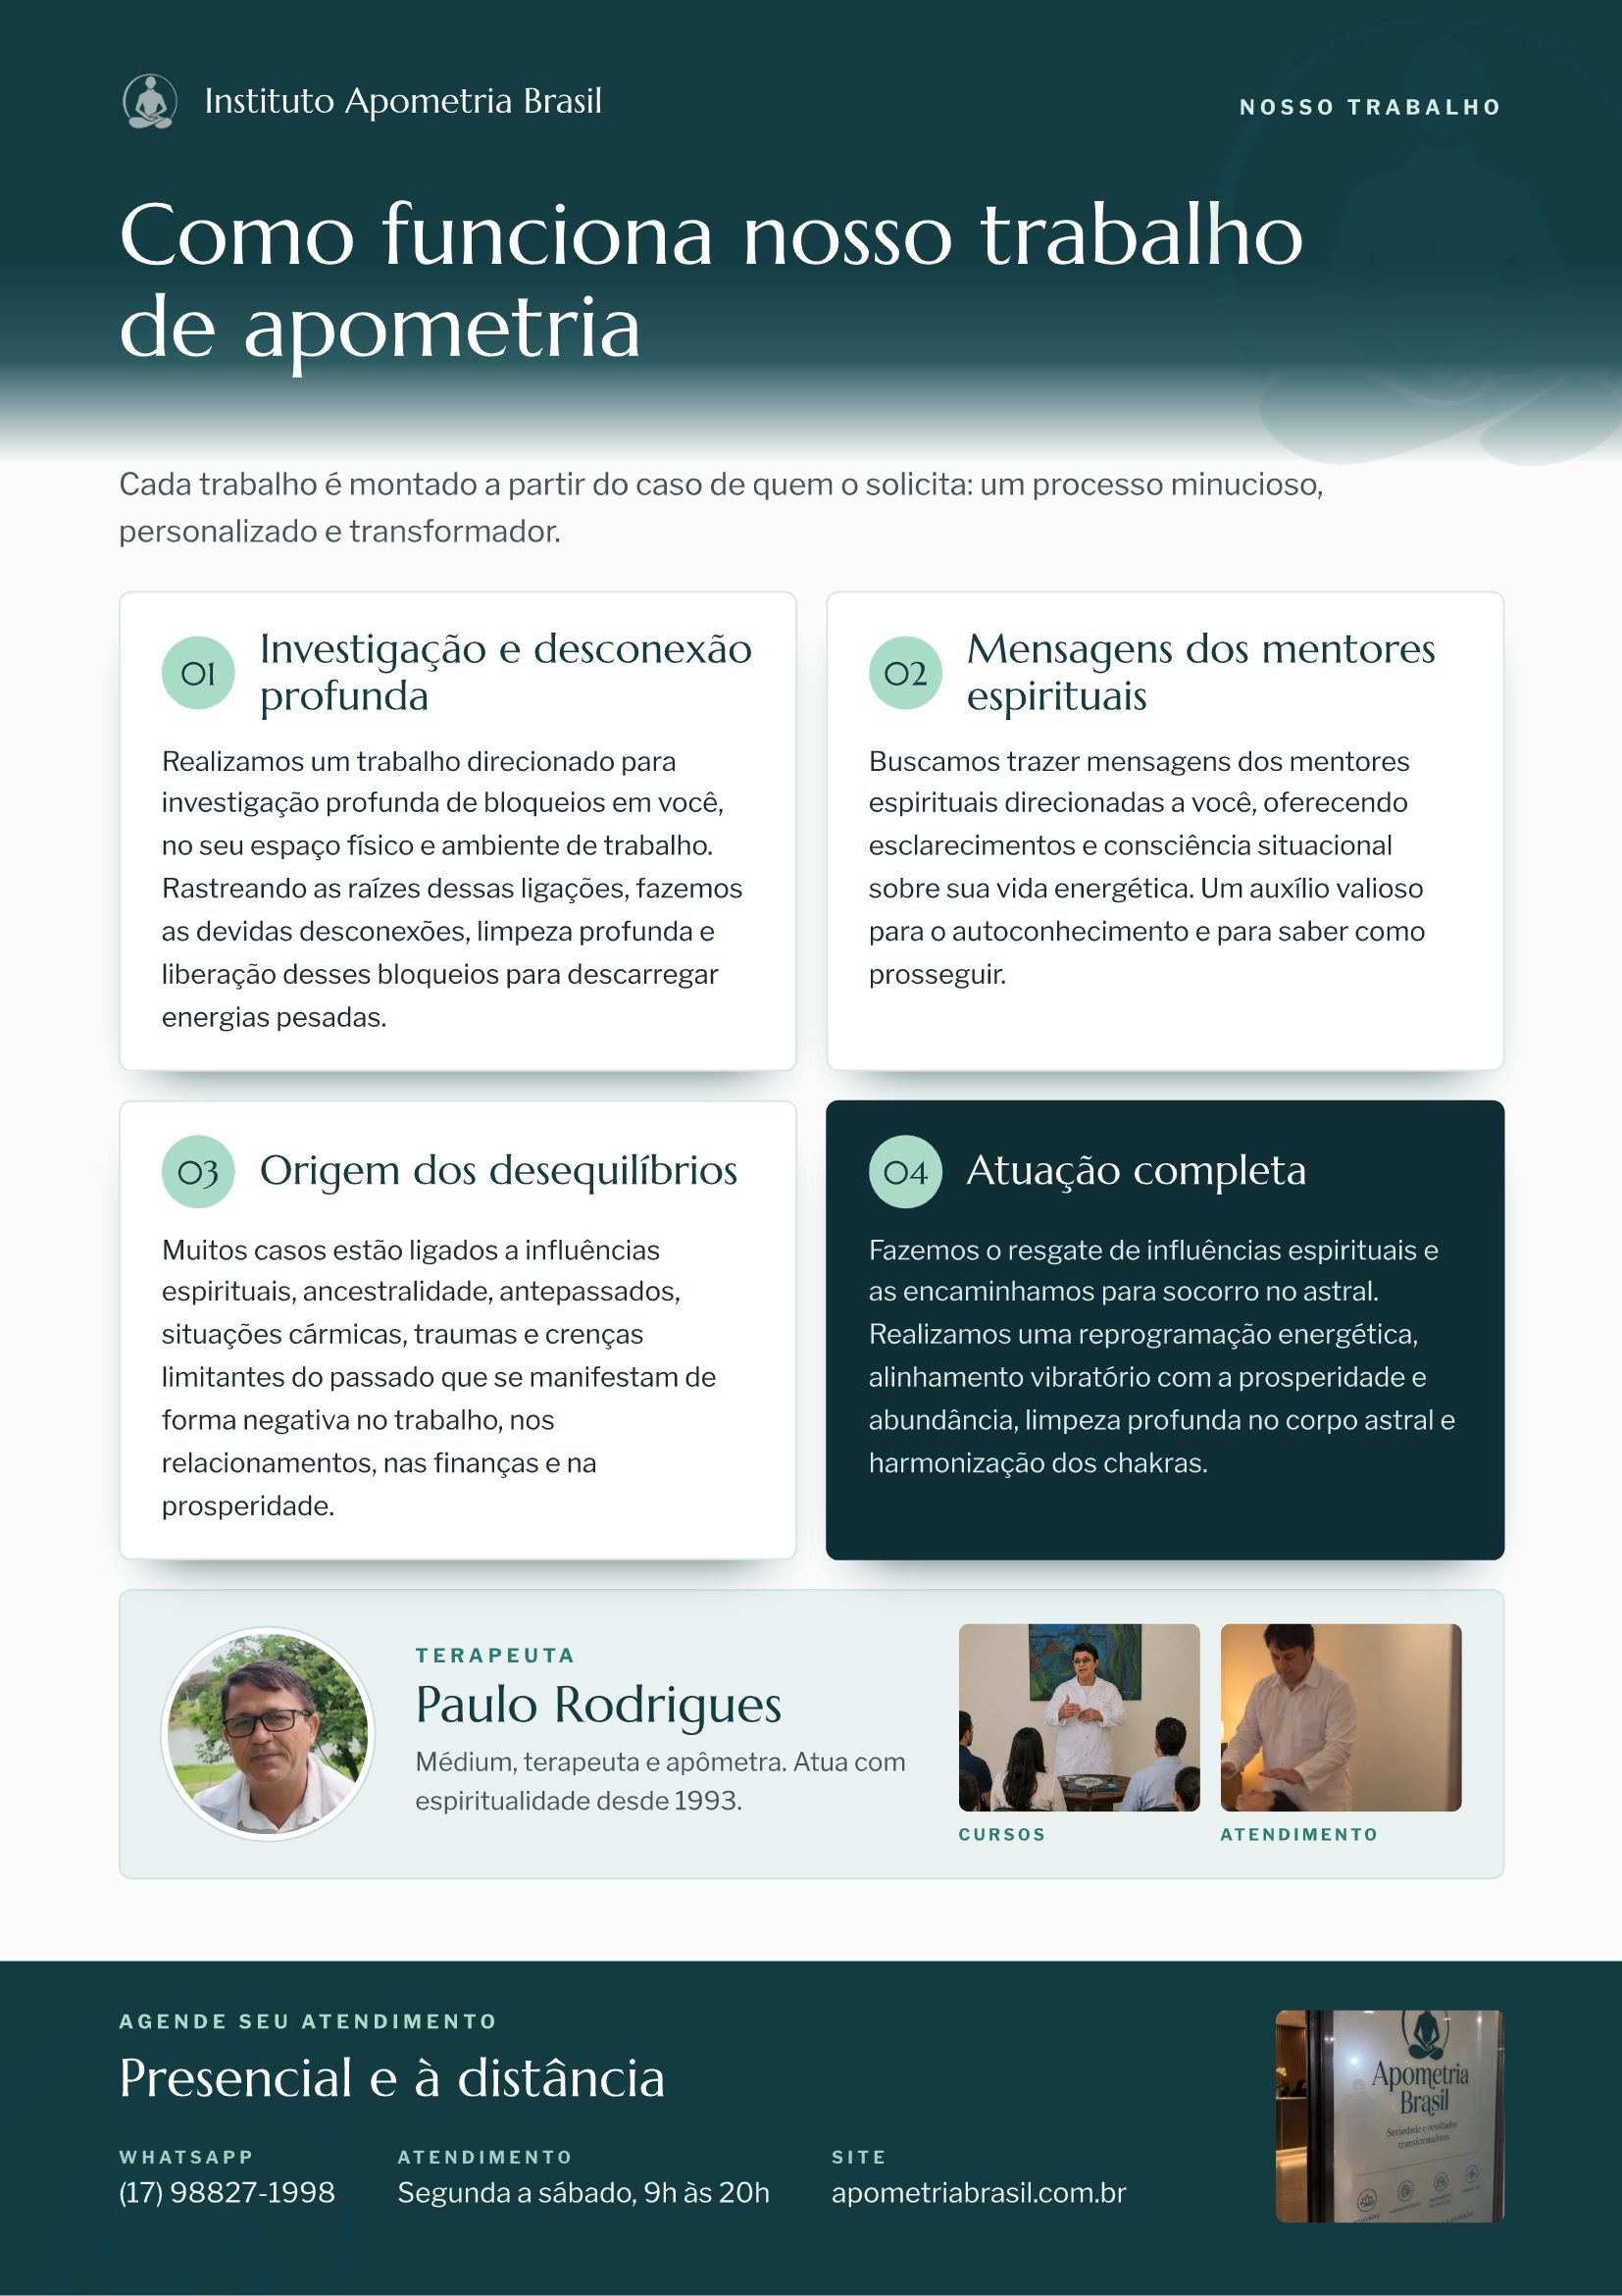 Instituto Apometria Brasil
NOSSO TRABALHO
Como funciona nosso trabalho
de apometria
Cada trabalho é montado a partir do caso de quem o solicita: um processo minucioso,
personalizado e transformador.
01
Investigação e desconexão
profunda
Realizamos um trabalho direcionado para
investigação profunda de bloqueios em você,
no seu espaço físico e ambiente de trabalho.
Rastreando as raízes dessas ligações, fazemos
as devidas desconexões, limpeza profunda e
liberação desses bloqueios para descarregar
energias pesadas.
02
Mensagens dos mentores
espirituais
Buscamos trazer mensagens dos mentores
espirituais direcionadas a você, oferecendo
esclarecimentos e consciência situacional
sobre sua vida energética. Um auxílio valioso
para o autoconhecimento e para saber como
prosseguir.
03
Origem dos desequilíbrios
Muitos casos estão ligados a influências
espirituais, ancestralidade, antepassados,
situações cármicas, traumas e crenças
limitantes do passado que se manifestam de
forma negativa no trabalho, nos
relacionamentos, nas finanças e na
prosperidade.
04
Atuação completa
Fazemos o resgate de influências espirituais e
as encaminhamos para socorro no astral.
Realizamos uma reprogramação energética,
alinhamento vibratório com a prosperidade e
abundância, limpeza profunda no corpo astral e
harmonização dos chakras.
TERAPEUTA
Paulo Rodrigues
Médium, terapeuta e apômetra. Atua com
espiritualidade desde 1993.
CURSOS
ATENDIMENTO
AGENDE SEU ATENDIMENTO
Presencial e à distância
WHATSAPP
(17) 98827-1998
ATENDIMENTO
Segunda a sábado, 9h às 20h
SITE
apometriabrasil.com.br
Apometria
Brasil
transformadores